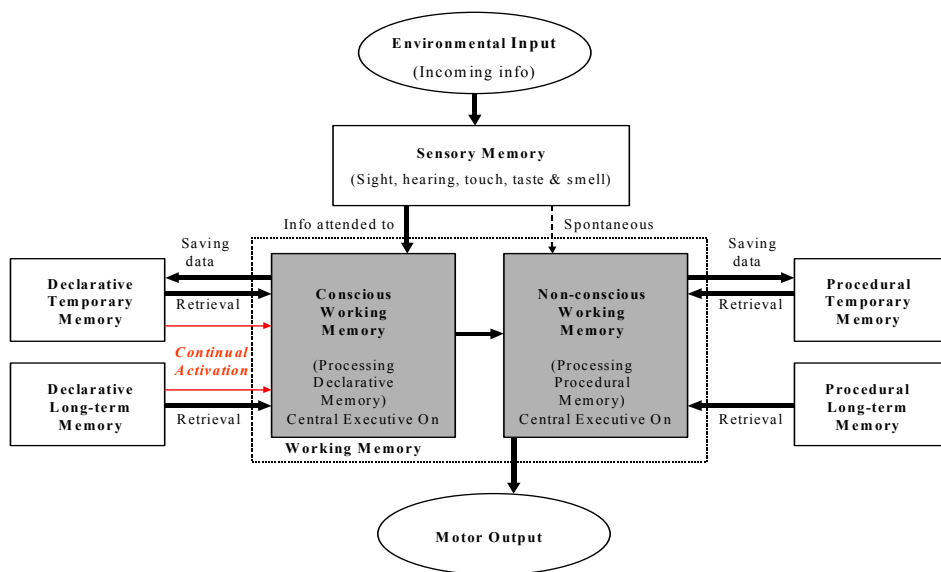 Environmental Input
(Incoming info)
Sensory Memory
(Sight, hearing, touch, taste & smell)
Info attended to
Spontaneous
Saving
data
Retrieval
Declarative
Temporary
Memory
Continual
Activation
Declarative
Long-term
Memory
Retrieval
Conscious
Working
Memory
(Processing
Declarative
Memory)
Central Executive On
Non-conscious
Working
Memory
(Processing
Procedural
Memory)
Central Executive On
Working Memory
Saving
data
Retrieval
Procedural
Temporary
Memory
Retrieval
Procedural
Long-term
Memory
Motor Output